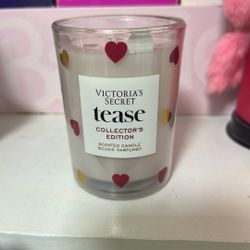 VICTORIA'S
SECRET
tease
COLLECTOR'S
EDITION
SCENTED CANDLE
BOUGIE PARFUMÉE